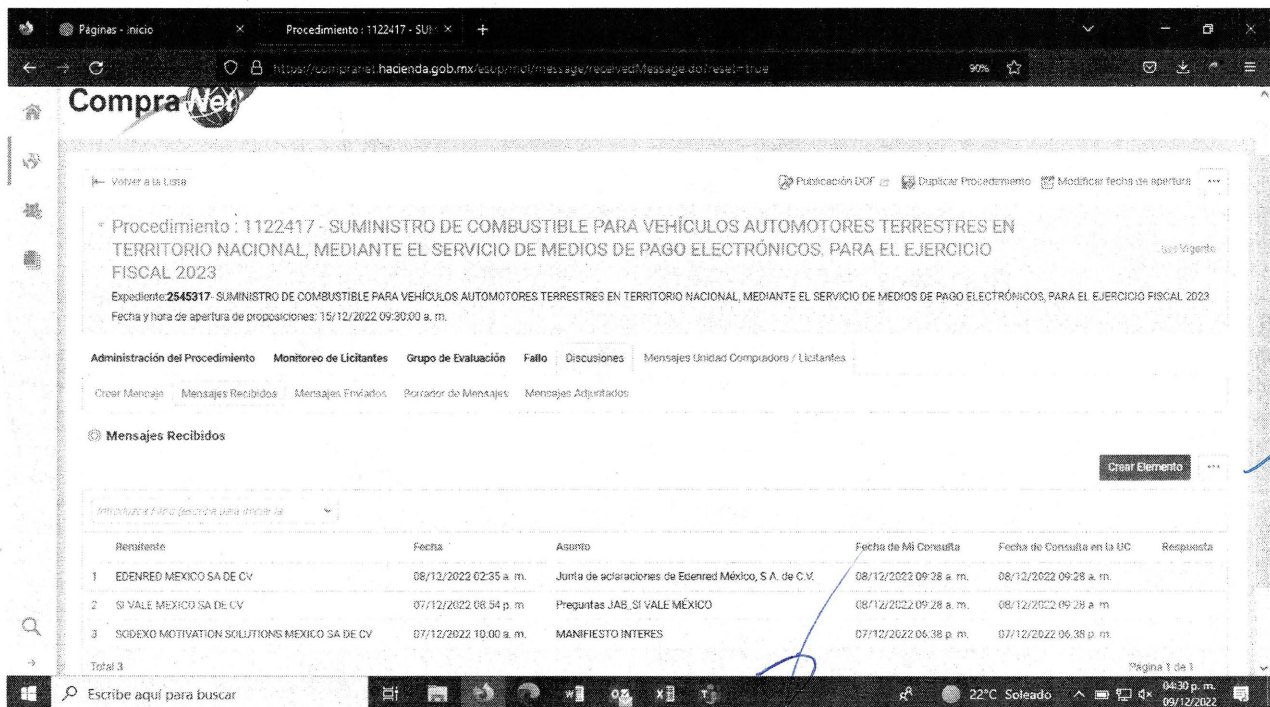 Páginas - Inicio
Procedimiento : 1122417 - SUM
https://compranet.hacienda.gob.mx/esop/mdl/message/receivedMessage.do?reset=true
90%
CompraNet
Volver a la Lista
Publicación DOF
Duplicar Procedimiento
Modificar fecha de apertura
Procedimiento : 1122417 - SUMINISTRO DE COMBUSTIBLE PARA VEHÍCULOS AUTOMOTORES TERRESTRES EN
TERRITORIO NACIONAL, MEDIANTE EL SERVICIO DE MEDIOS DE PAGO ELECTRÓNICOS, PARA EL EJERCICIO
Vigente
FISCAL 2023
Expediente:2545317- SUMINISTRO DE COMBUSTIBLE PARA VEHÍCULOS AUTOMOTORES TERRESTRES EN TERRITORIO NACIONAL, MEDIANTE EL SERVICIO DE MEDIOS DE PAGO ELECTRÓNICOS, PARA EL EJERCICIO FISCAL 2023
Fecha y hora de apertura de proposiciones: 15/12/2022 09:30:00 a. m.
Administración del Procedimiento Monitoreo de Licitantes Grupo de Evaluación Fallo Discusiones Mensajes Unidad Compradora / Licitantes
Crear Mensaje Mensajes Recibidos Mensajes Enviados Borrador de Mensajes Mensajes Adjuntados
Mensajes Recibidos
Crear Elemento
Remitente Fecha Asunto Fecha de Mi Consulta Fecha de Consulta en la UC Respuesta
1 EDENRED MEXICO SA DE CV 08/12/2022 02:35 a. m. Junta de aclaraciones de Edenred México, S.A. de C.V. 08/12/2022 09:28 a. m. 08/12/2022 09:28 a. m.
2 SI VALE MEXICO SA DE CV 07/12/2022 08:54 p. m. Preguntas JAB_SI VALE MÉXICO 08/12/2022 09:28 a. m. 08/12/2022 09:28 a. m.
3 SODEXO MOTIVATION SOLUTIONS MEXICO SA DE CV 07/12/2022 10:00 a. m. MANIFIESTO INTERES 07/12/2022 06:38 p. m. 07/12/2022 06:38 p. m.
Total 3
Página 1 de 1
Escribe aquí para buscar
22°C Soleado
04:30 p. m.
09/12/2022